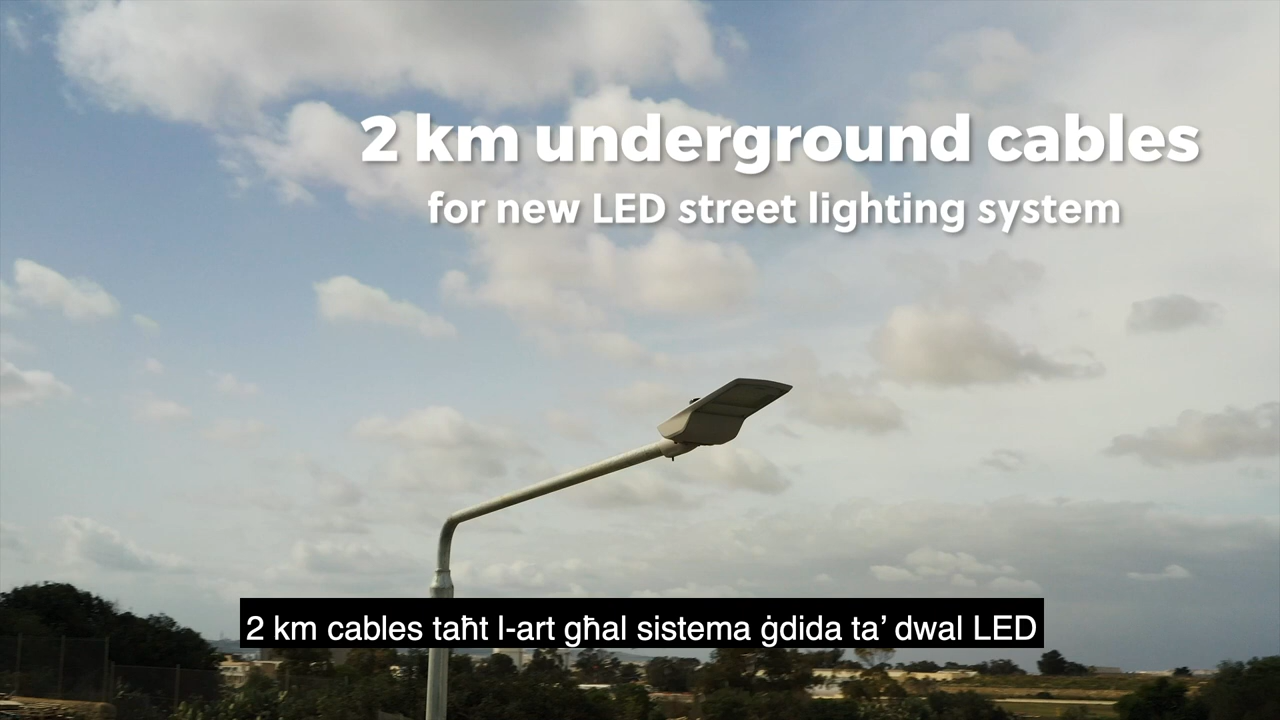 2 km underground cables
for new LED street lighting system
2 km cables taħt l-art għal sistema ġdida ta’ dwal LED